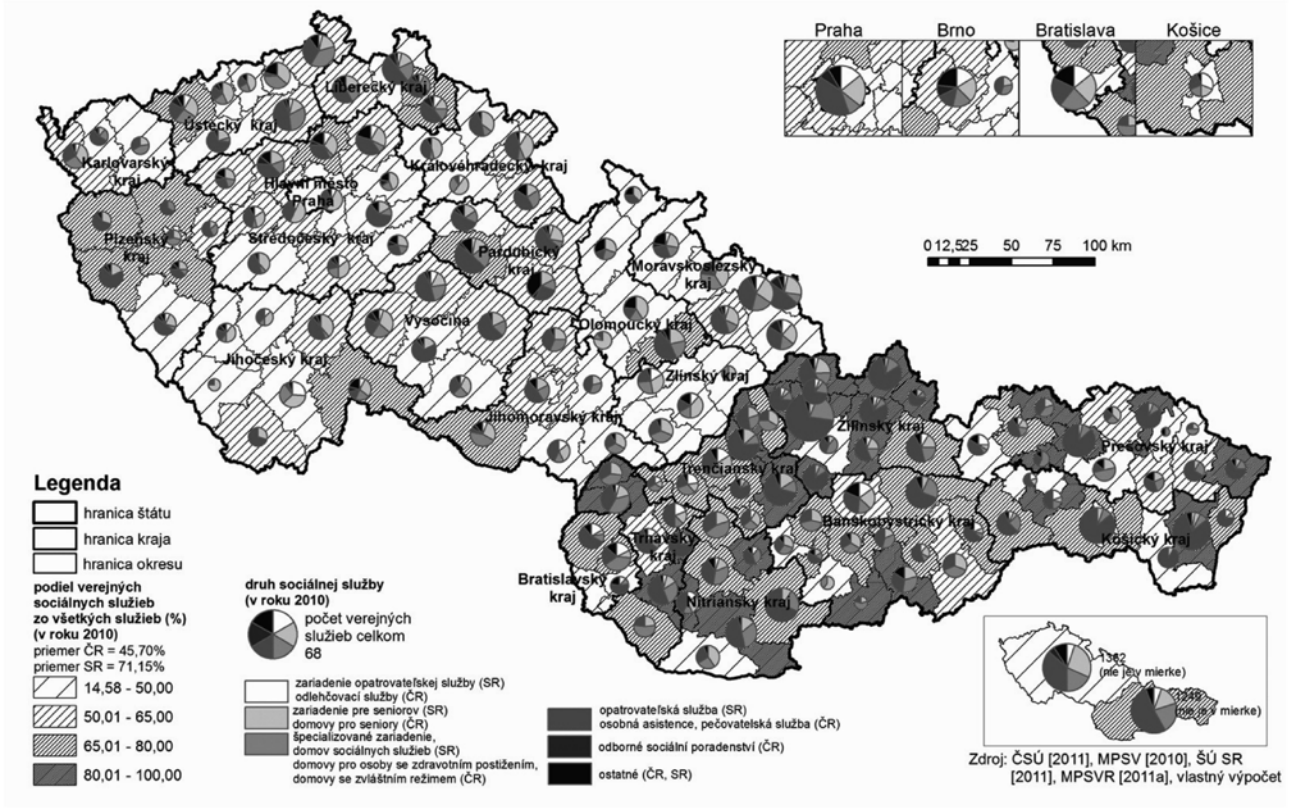 Praha
Brno
Bratislava
Košice
0 12,525 50 75 100 km
Liberecký kraj
Ústecký kraj
Karlovarský
kraj
Královéhradecký kraj
Hlavní město
Praha
Plzeňský
kraj
Středočeský kraj
Pardubický
kraj
Moravskoslezský
kraj
Vysočina
Olomoucký kraj
Jihočeský kraj
Zlínský kraj
Jihomoravský kraj
Žilinský kraj
Prešovský kraj
Trenčiansky kraj
Banskobystrický kraj
Trnavský
kraj
Košický kraj
Bratislavský
kraj
Nitriansky kraj
Legenda
hranica štátu
hranica kraja
hranica okresu
podiel verejných
sociálnych služieb
zo všetkých služieb (%)
(v roku 2010)
priemer ČR = 45,70%
priemer SR = 71,15%
14,58 - 50,00
50,01 - 65,00
65,01 - 80,00
80,01 - 100,00
druh sociálnej služby
(v roku 2010)
počet verejných
služieb celkom
68
zariadenie opatrovateľskej služby (SR)
odlehčovací služby (ČR)
zariadenie pre seniorov (SR)
domovy pro seniory (ČR)
špecializované zariadenie,
domov sociálnych služieb (SR)
domovy pro osoby se zdravotním postižením,
domovy se zvláštním režimem (ČR)
opatrovateľská služba (SR)
osobná asistence, pečovatelská služba (ČR)
odborné sociální poradenství (ČR)
ostatné (ČR, SR)
1362
(nie je v mierke)
1249
(nie je v mierke)
Zdroj: ČSÚ [2011], MPSV [2010], ŠÚ SR
[2011], MPSVR [2011a], vlastný výpočet